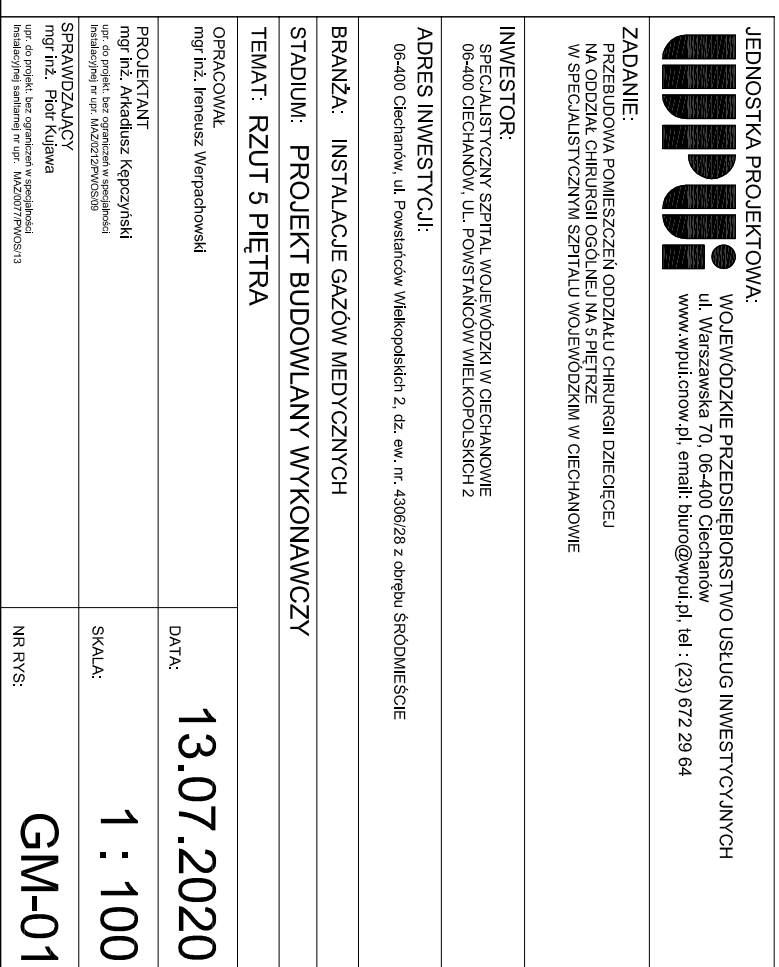 JEDNOSTKA PROJEKTOWA:
wpui
WOJEWÓDZKIE PRZEDSIĘBIORSTWO USŁUG INWESTYCYJNYCH
ul. Warszawska 70, 06-400 Ciechanów
www.wpui.cnow.pl, email: biuro@wpui.pl, tel : (23) 672 29 64
ZADANIE:
PRZEBUDOWA POMIESZCZEŃ ODDZIAŁU CHIRURGII DZIECIĘCEJ
NA ODDZIAŁ CHIRURGII OGÓLNEJ NA 5 PIĘTRZE
W SPECJALISTYCZNYM SZPITALU WOJEWÓDZKIM W CIECHANOWIE
INWESTOR:
SPECJALISTYCZNY SZPITAL WOJEWÓDZKI W CIECHANOWIE
06-400 CIECHANÓW, UL. POWSTAŃCÓW WIELKOPOLSKICH 2
ADRES INWESTYCJI:
06-400 Ciechanów, ul. Powstańców Wielkopolskich 2, dz. ew. nr. 4306/28 z obrębu ŚRÓDMIEŚCIE
BRANŻA: INSTALACJE GAZÓW MEDYCZNYCH
STADIUM: PROJEKT BUDOWLANY WYKONAWCZY
TEMAT: RZUT 5 PIĘTRA
OPRACOWAŁ
mgr inż. Ireneusz Werpachowski
DATA: 13.07.2020
PROJEKTANT
mgr inż. Arkadiusz Kępczyński
upr. do projekt. bez ograniczeń w specjalności
Instalacyjnej nr upr. MAZ/0212/PWOS/09
SKALA: 1 : 100
SPRAWDZAJĄCY
mgr inż. Piotr Kujawa
upr. do projekt. bez ograniczeń w specjalności
Instalacyjnej sanitarnej nr upr. MAZ/0077/PWOS/13
NR RYS: GM-01